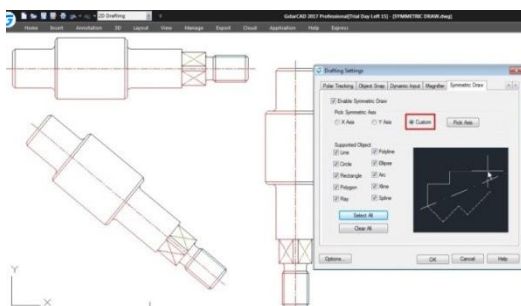 2D Drafting
GstarCAD 2017 Professional[Trial Day Left 15] - [SYMMETRIC DRAW.dwg]
Home Insert Annotation 3D Layout View Manage Export Cloud Application Help Express
Drafting Settings
Polar Tracking Object Snap Dynamic Input Magnifier Symmetric Draw
Enable Symmetric Draw
Pick Symmetric Axis
X Axis Y Axis Custom Pick Axis
Supported Object
Line Polyline
Circle Ellipse
Rectangle Arc
Polygon Xline
Ray Spline
Select All
Clear All
Options... OK Cancel Help
Y
X